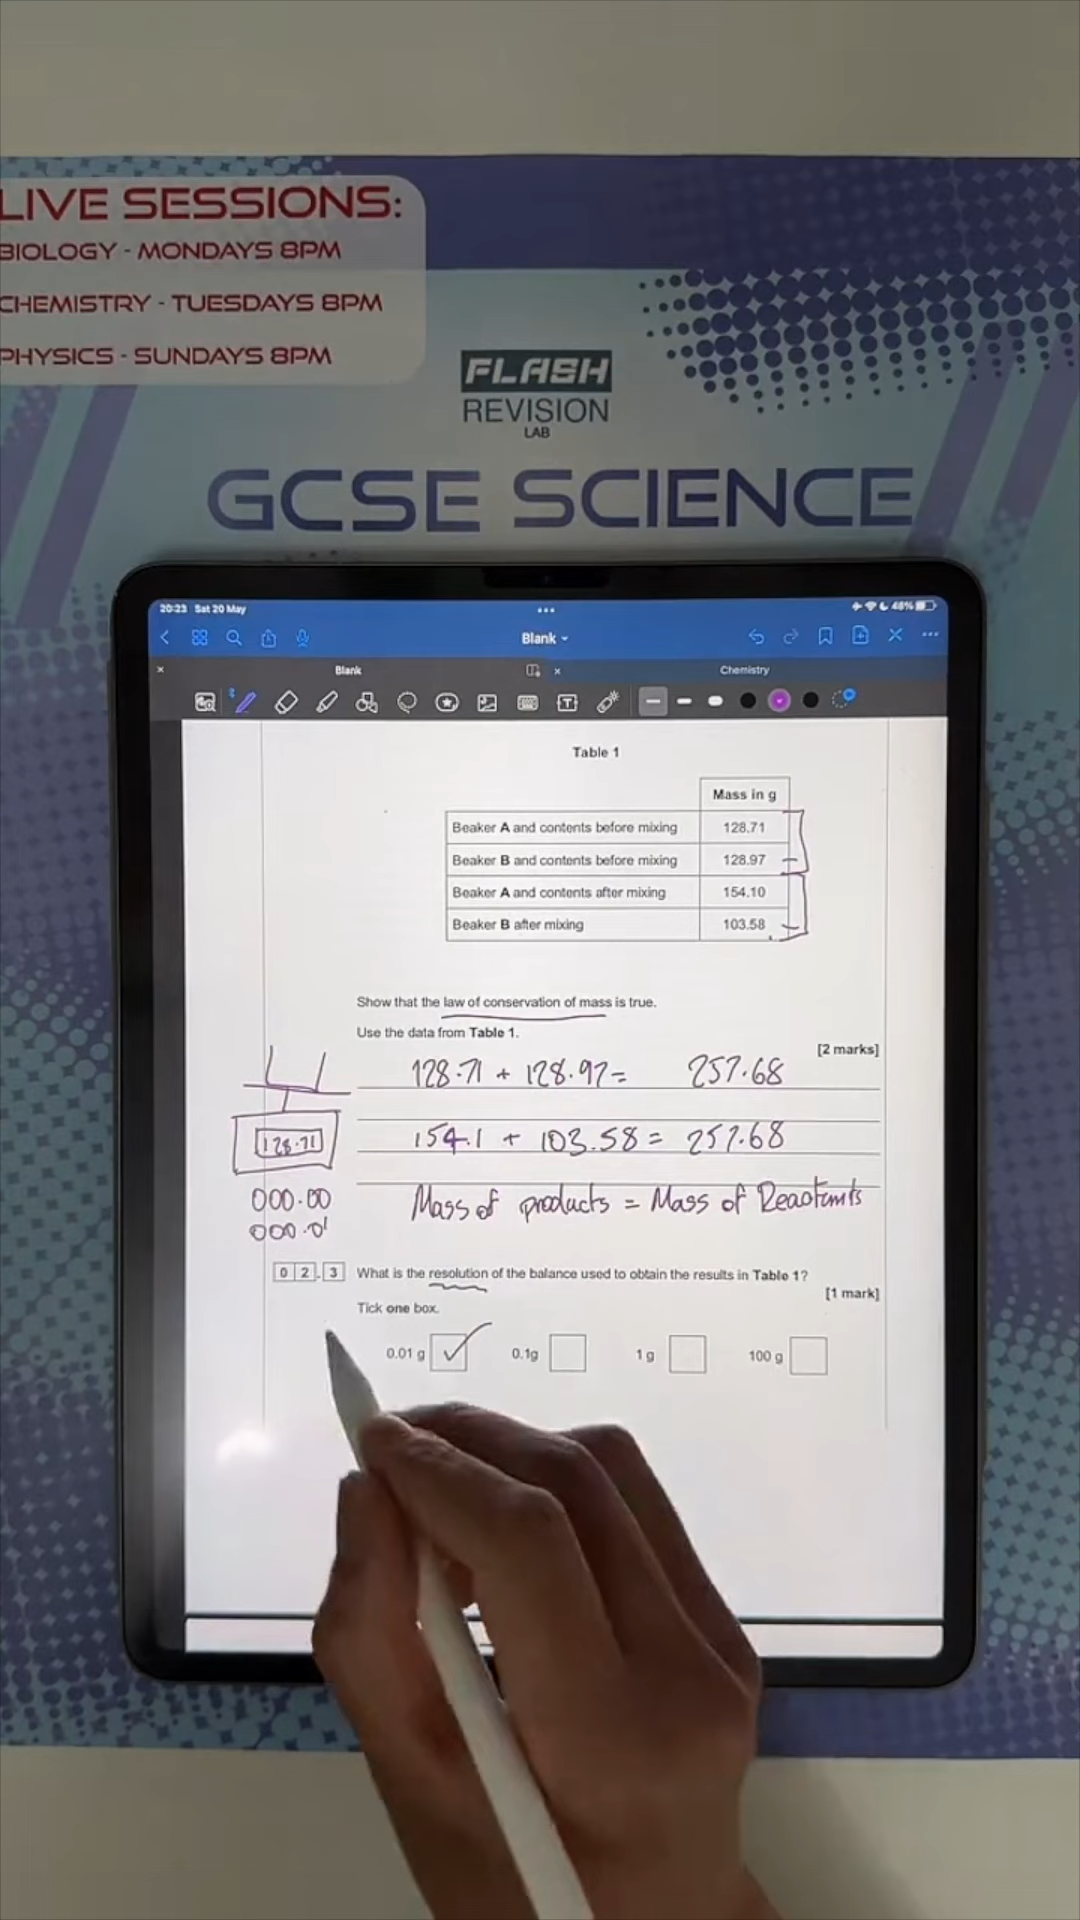 LIVE SESSIONS:
BIOLOGY - MONDAYS 8PM
CHEMISTRY - TUESDAYS 8PM
PHYSICS - SUNDAYS 8PM
FLASH
REVISION
LAB
GCSE SCIENCE
20:23 Sat 20 May
48%
Blank
Blank
Chemistry
Table 1
Mass in g
Beaker A and contents before mixing 128.71
Beaker B and contents before mixing 128.97
Beaker A and contents after mixing 154.10
Beaker B after mixing 103.58
Show that the law of conservation of mass is true.
Use the data from Table 1.
[2 marks]
128.71 + 128.97 = 257.68
128.71
154.1 + 103.58 = 257.68
000.00
Mass of products = Mass of Reactants
000.01
0 2 . 3 What is the resolution of the balance used to obtain the results in Table 1?
[1 mark]
Tick one box.
0.01 g 0.1g 1 g 100 g